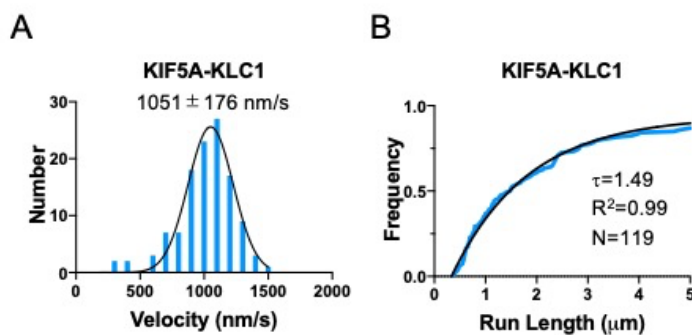 A
KIF5A-KLC1
1051 ± 176 nm/s
30
20
10
0
Number
0
500
1000
1500
2000
Velocity (nm/s)
B
KIF5A-KLC1
1.0
0.5
0.0
Frequency
τ=1.49
R²=0.99
N=119
0
1
2
3
4
5
Run Length (μm)